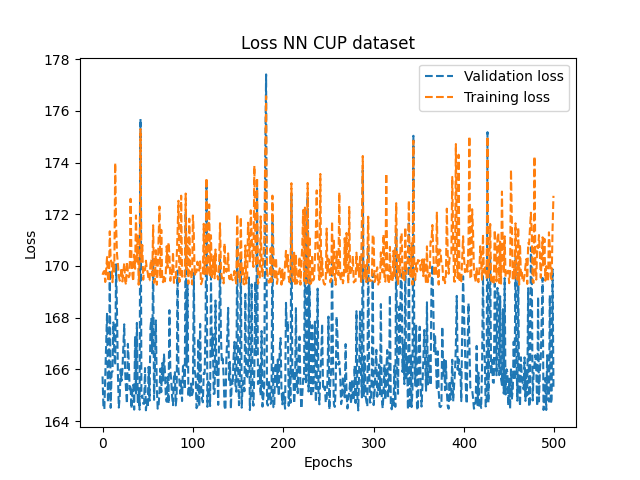 Loss NN CUP dataset
Validation loss
Training loss
Loss
178
176
174
172
170
168
166
164
0 100 200 300 400 500
Epochs